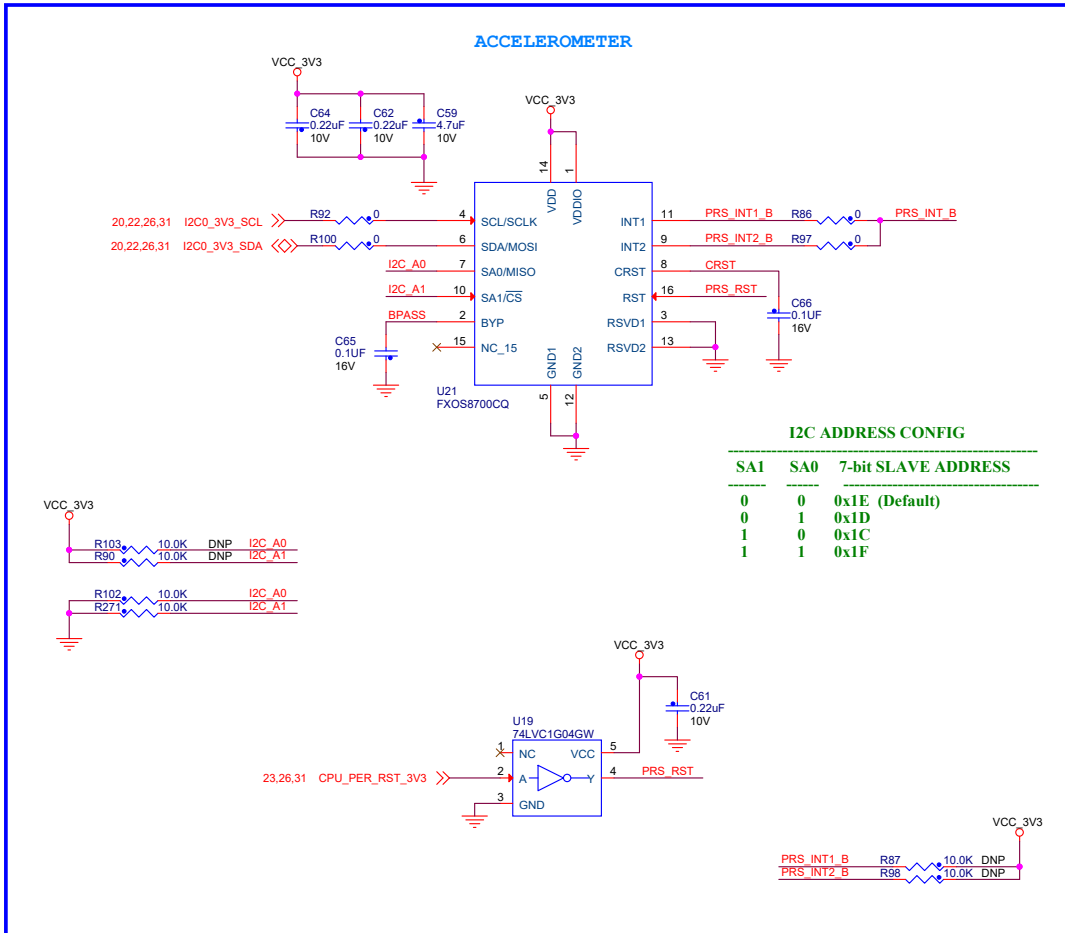 ACCELEROMETER
VCC_3V3
C64
0.22uF
10V
C62
0.22uF
10V
C59
4.7uF
10V
VCC_3V3
14
1
VDD
VDDIO
20,22,26,31 I2C0_3V3_SCL
R92
0
4
SCL/SCLK
20,22,26,31 I2C0_3V3_SDA
R100
0
6
SDA/MOSI
I2C_A0
7
SA0/MISO
I2C_A1
10
SA1/CS
BPASS
2
BYP
15
NC_15
C65
0.1UF
16V
INT1
11
PRS_INT1_B
R86
0
PRS_INT_B
INT2
9
PRS_INT2_B
R97
0
CRST
8
CRST
RST
16
PRS_RST
RSVD1
3
RSVD2
13
C66
0.1UF
16V
GND1
GND2
5
12
U21
FXOS8700CQ
I2C ADDRESS CONFIG
SA1 SA0 7-bit SLAVE ADDRESS
0 0 0x1E (Default)
0 1 0x1D
1 0 0x1C
1 1 0x1F
VCC_3V3
R103 10.0K DNP I2C_A0
R90 10.0K DNP I2C_A1
R102 10.0K I2C_A0
R271 10.0K I2C_A1
VCC_3V3
C61
0.22uF
10V
U19
74LVC1G04GW
1
NC
VCC
5
23,26,31 CPU_PER_RST_3V3
2
A
Y
4
PRS_RST
3
GND
VCC_3V3
PRS_INT1_B R87 10.0K DNP
PRS_INT2_B R98 10.0K DNP